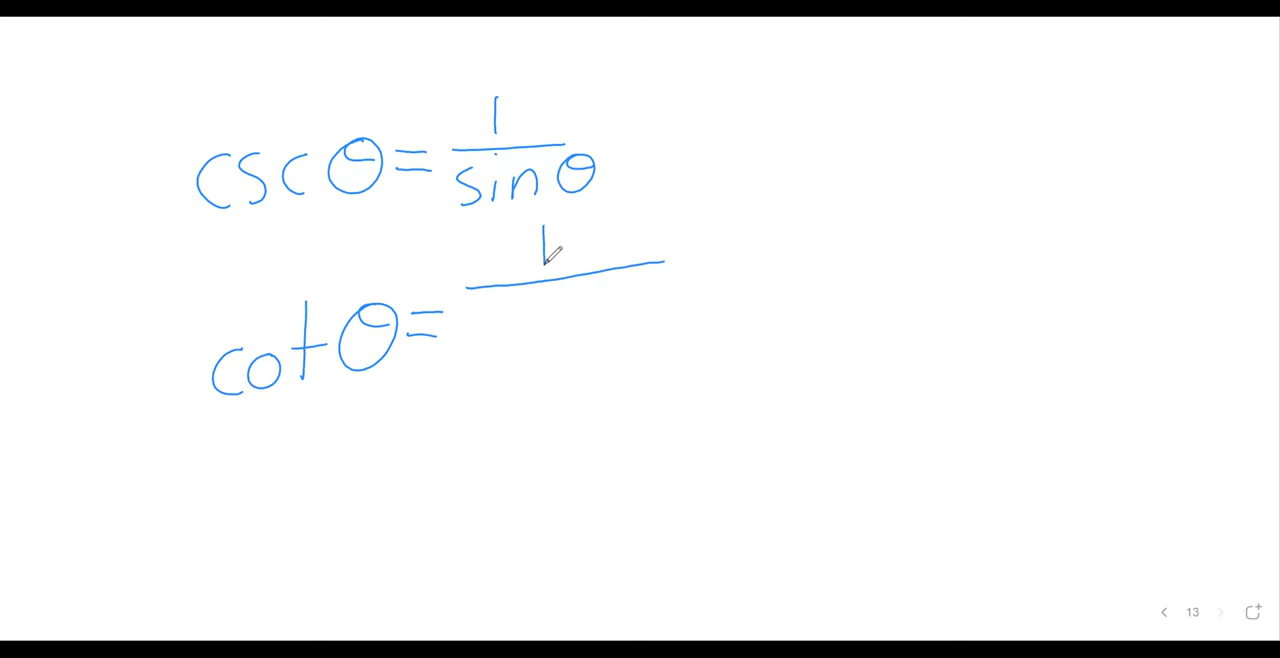 csc θ = 1/sin θ
cot θ = 1/
13